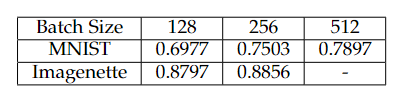 Batch Size 128 256 512
MNIST 0.6977 0.7503 0.7897
Imagenette 0.8797 0.8856 -